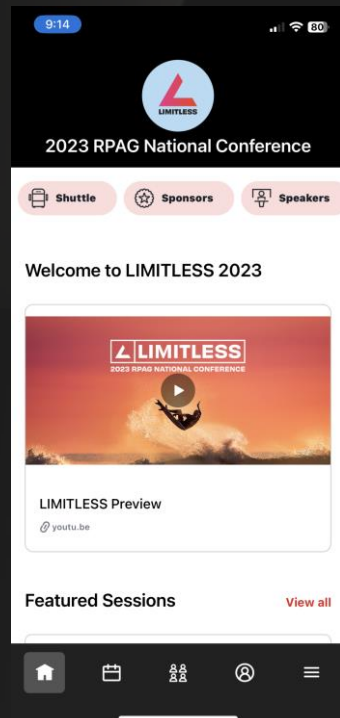 9:14
80
LIMITLESS
2023 RPAG National Conference
Shuttle
Sponsors
Speakers
Welcome to LIMITLESS 2023
LIMITLESS
2023 RPAG NATIONAL CONFERENCE
LIMITLESS Preview
youtu.be
Featured Sessions
View all